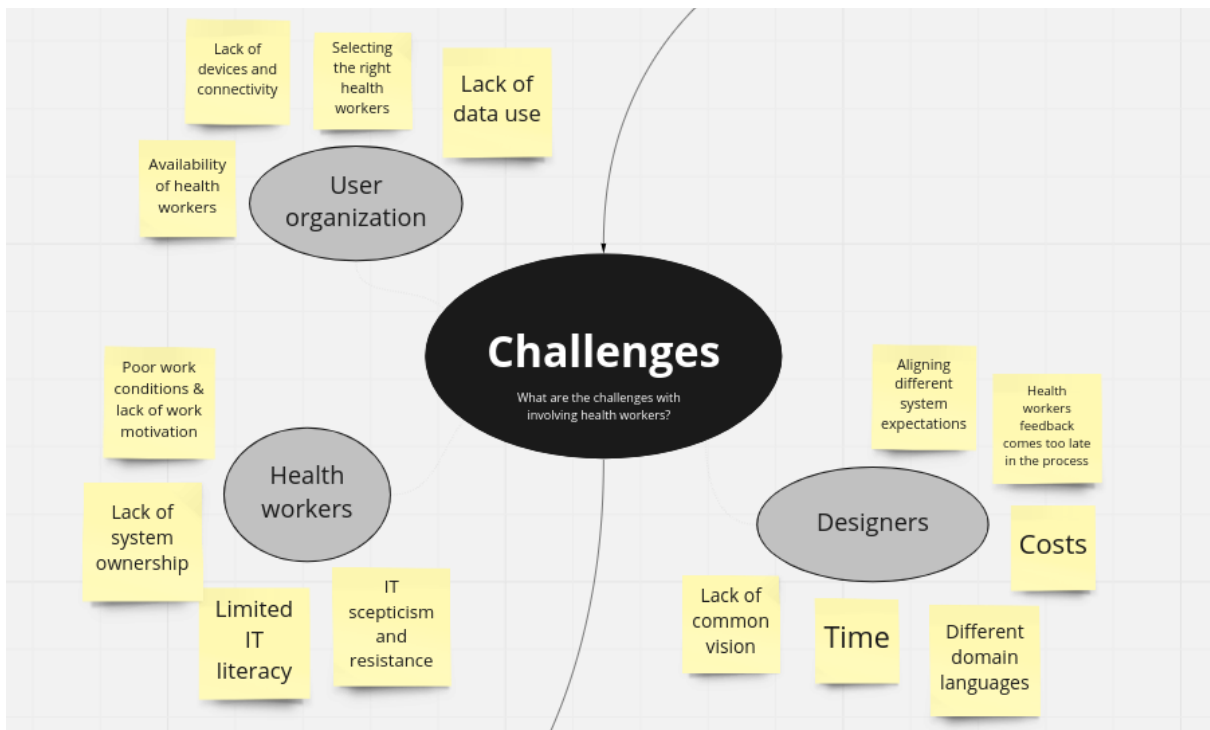 Lack of
devices and
connectivity
Selecting
the right
health
workers
Lack of
data use
Availability
of health
workers
User
organization
Challenges
What are the challenges with
involving health workers?
Poor work
conditions &
lack of work
motivation
Health
workers
Lack of
system
ownership
Limited
IT
literacy
IT
scepticism
and
resistance
Aligning
different
system
expectations
Health
workers
feedback
comes too late
in the process
Designers
Costs
Lack of
common
vision
Time
Different
domain
languages